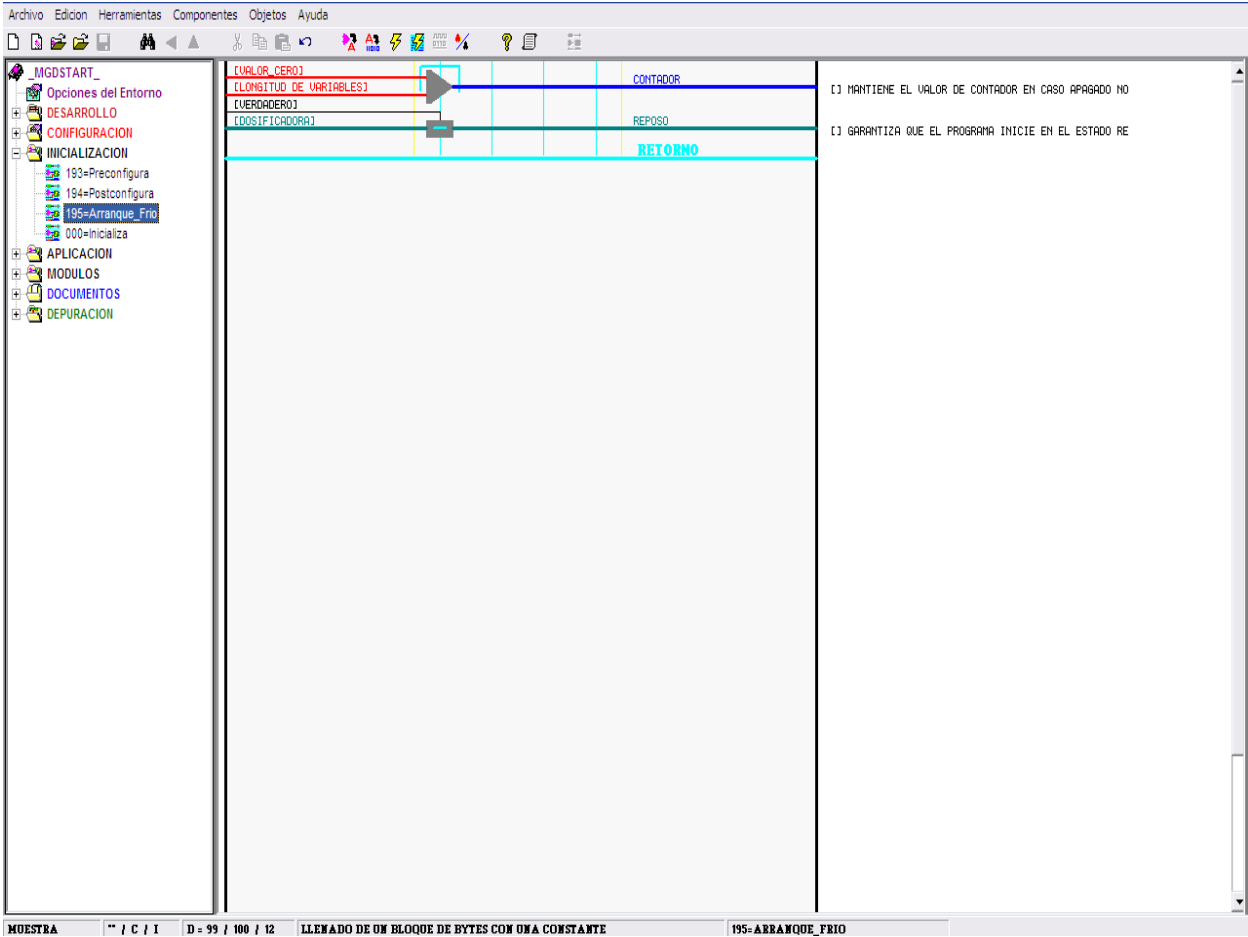 Archivo Edicion Herramientas Componentes Objetos Ayuda
_MGDSTART_
Opciones del Entorno
DESARROLLO
CONFIGURACION
INICIALIZACION
193=Preconfigura
194=Postconfigura
195=Arranque_Frio
000=Inicializa
APLICACION
MODULOS
DOCUMENTOS
DEPURACION
[VALOR_CERO]
[LONGITUD DE VARIABLES]
CONTADOR
[] MANTIENE EL VALOR DE CONTADOR EN CASO APAGADO NO
[VERDADERO]
[DOSIFICADORA]
REPOSO
[] GARANTIZA QUE EL PROGRAMA INICIE EN EL ESTADO RE
RETORNO
MUESTRA "" / C / I D = 99 / 100 / 12 LLENADO DE UN BLOQUE DE BYTES CON UNA CONSTANTE 195=ARRANQUE_FRIO